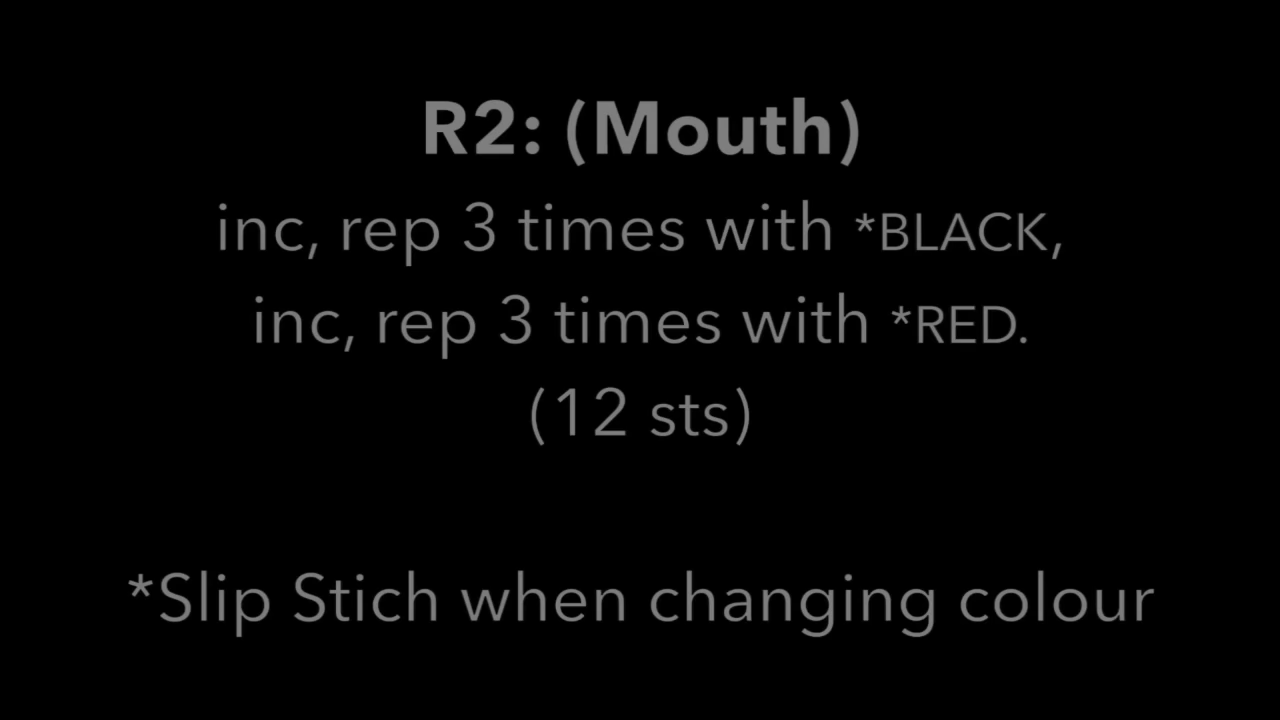 R2: (Mouth)
inc, rep 3 times with *BLACK,
inc, rep 3 times with *RED.
(12 sts)
*Slip Stich when changing colour